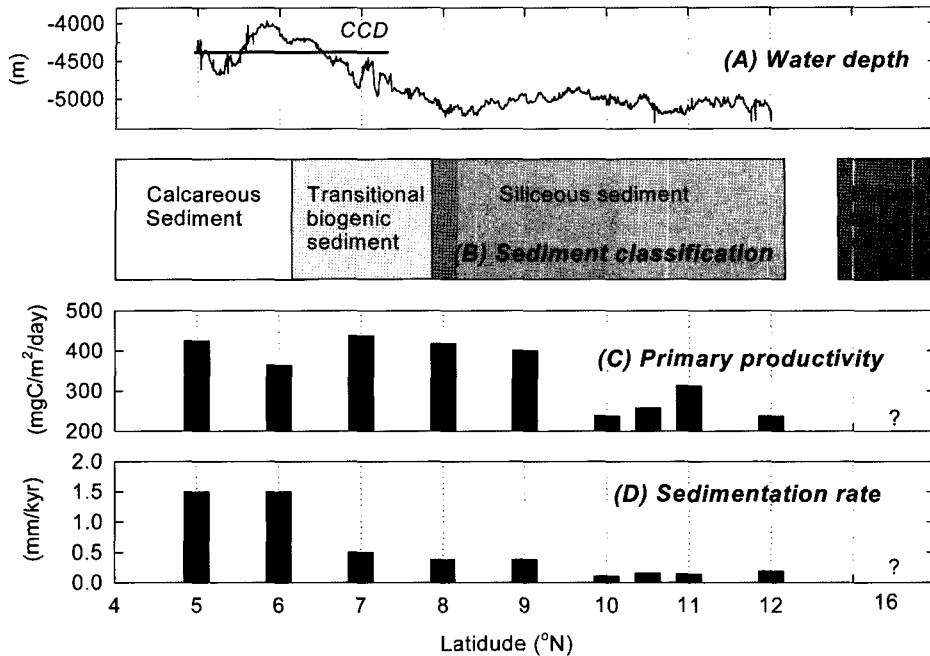 -4000
-4500
-5000
(m)
CCD
(A) Water depth
Calcareous
Sediment
Transitional
biogenic
sediment
Siliceous sediment
(B) Sediment classification
500
400
300
200
(mgC/m²/day)
(C) Primary productivity
?
2.0
1.5
1.0
0.5
0.0
(mm/kyr)
(D) Sedimentation rate
?
4 5 6 7 8 9 10 11 12 16
Latidude (°N)